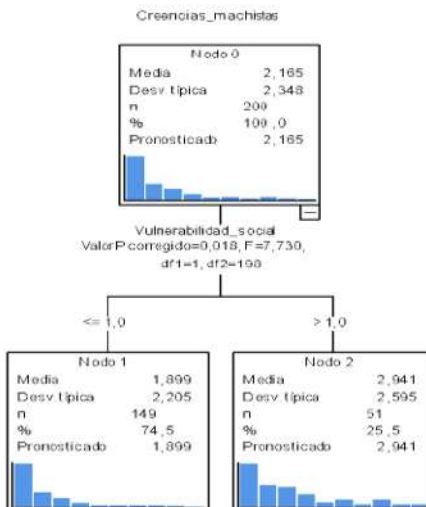 Creencias_machistas
Nodo 0
Media 2,165
Desv.típica 2,348
n 200
% 100,0
Pronosticado 2,165
Vulnerabilidad_social
ValorP corregido=0,018, F=7,730,
df1=1, df2=198
<= 1,0 > 1,0
Nodo 1
Media 1,899
Desv.típica 2,205
n 149
% 74,5
Pronosticado 1,899
Nodo 2
Media 2,941
Desv.típica 2,595
n 51
% 25,5
Pronosticado 2,941